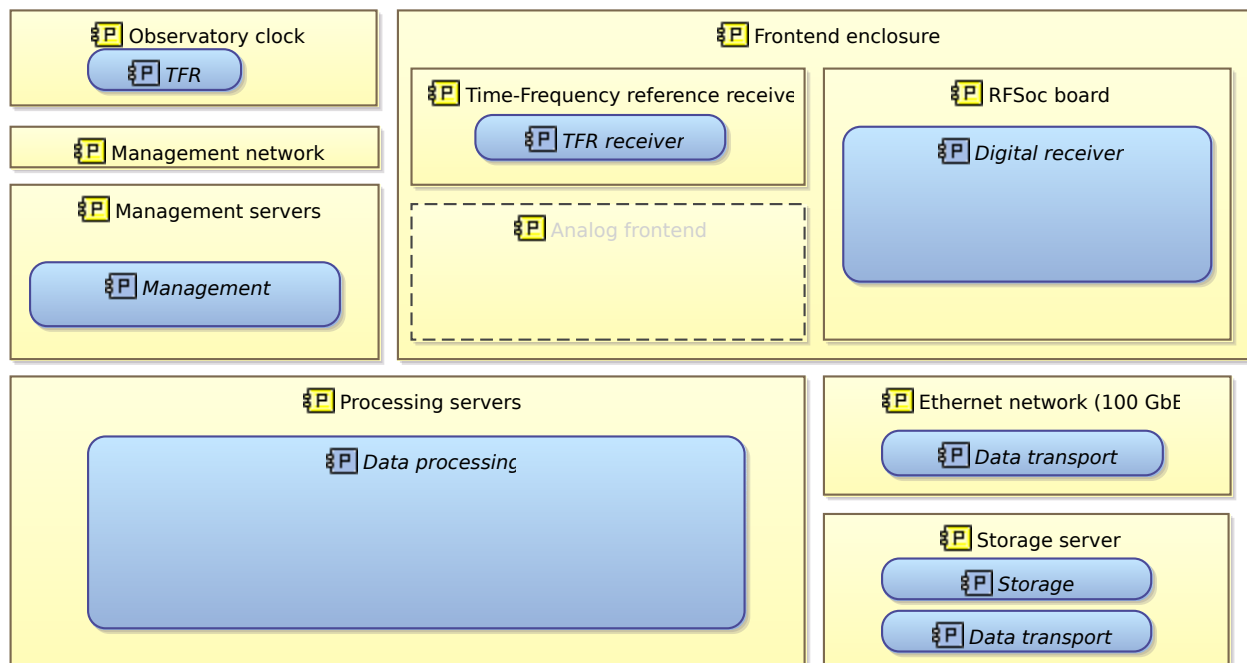 Observatory clock
TFR
Management network
Management servers
Management
Frontend enclosure
Time-Frequency reference receive
TFR receiver
Analog frontend
RFSoc board
Digital receiver
Processing servers
Data processing
Ethernet network (100 GbE
Data transport
Storage server
Storage
Data transport